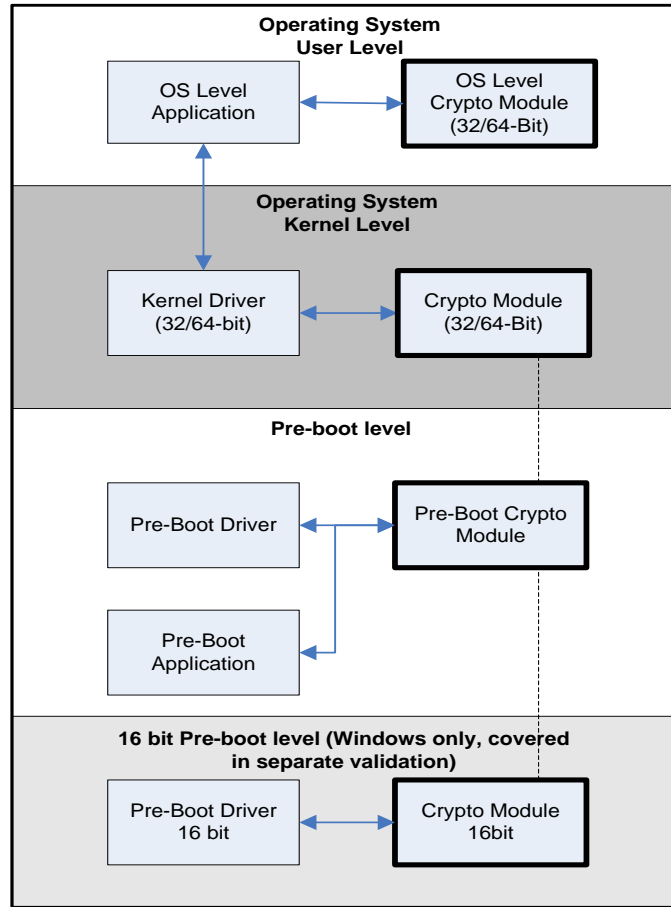 Operating System
User Level
OS Level
Application
OS Level
Crypto Module
(32/64-Bit)
Operating System
Kernel Level
Kernel Driver
(32/64-bit)
Crypto Module
(32/64-Bit)
Pre-boot level
Pre-Boot Driver
Pre-Boot Crypto
Module
Pre-Boot
Application
16 bit Pre-boot level (Windows only, covered
in separate validation)
Pre-Boot Driver
16 bit
Crypto Module
16bit